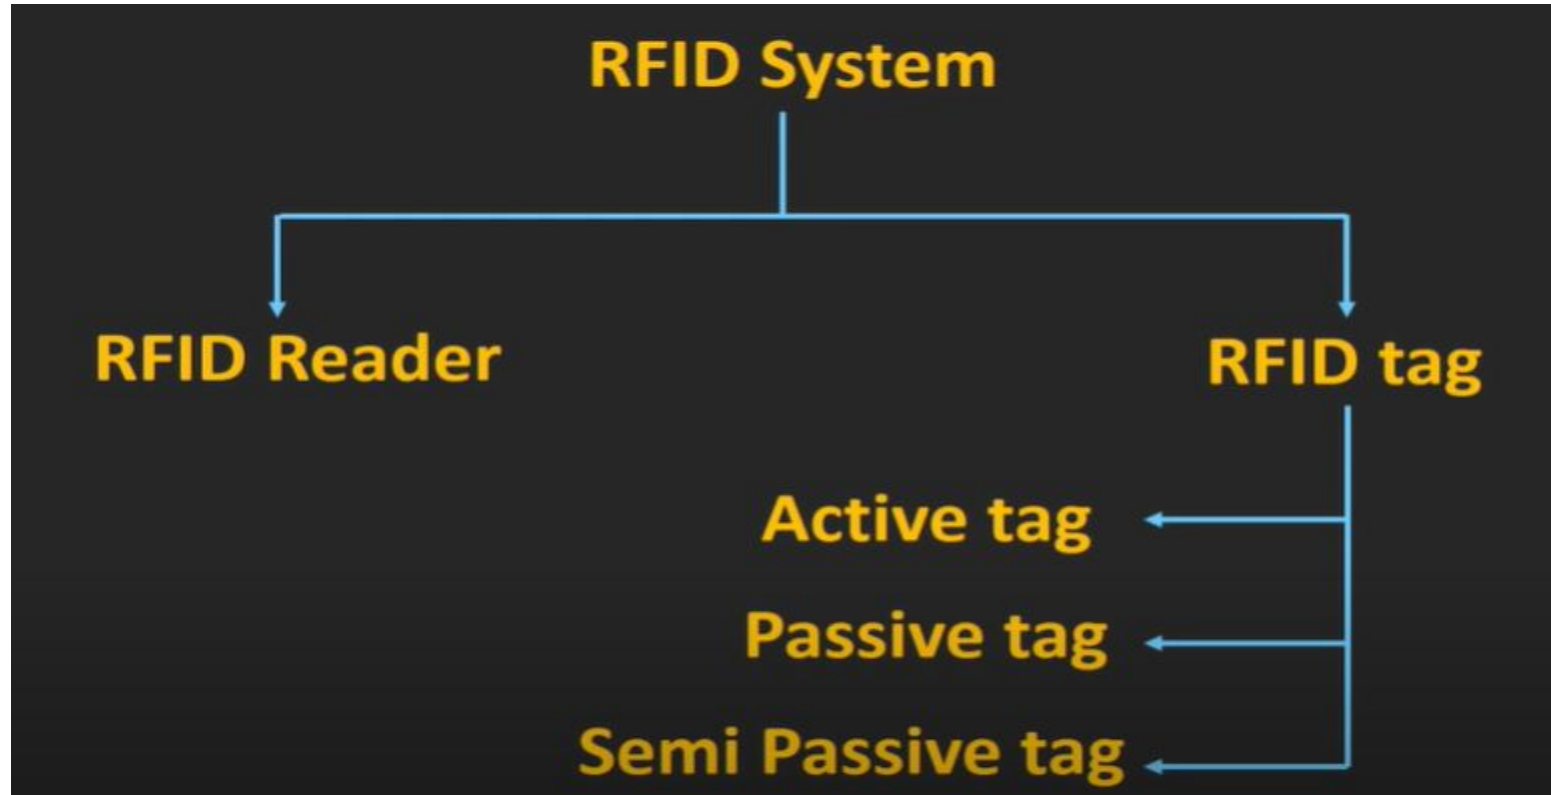 RFID System
RFID Reader
RFID tag
Active tag
Passive tag
Semi Passive tag